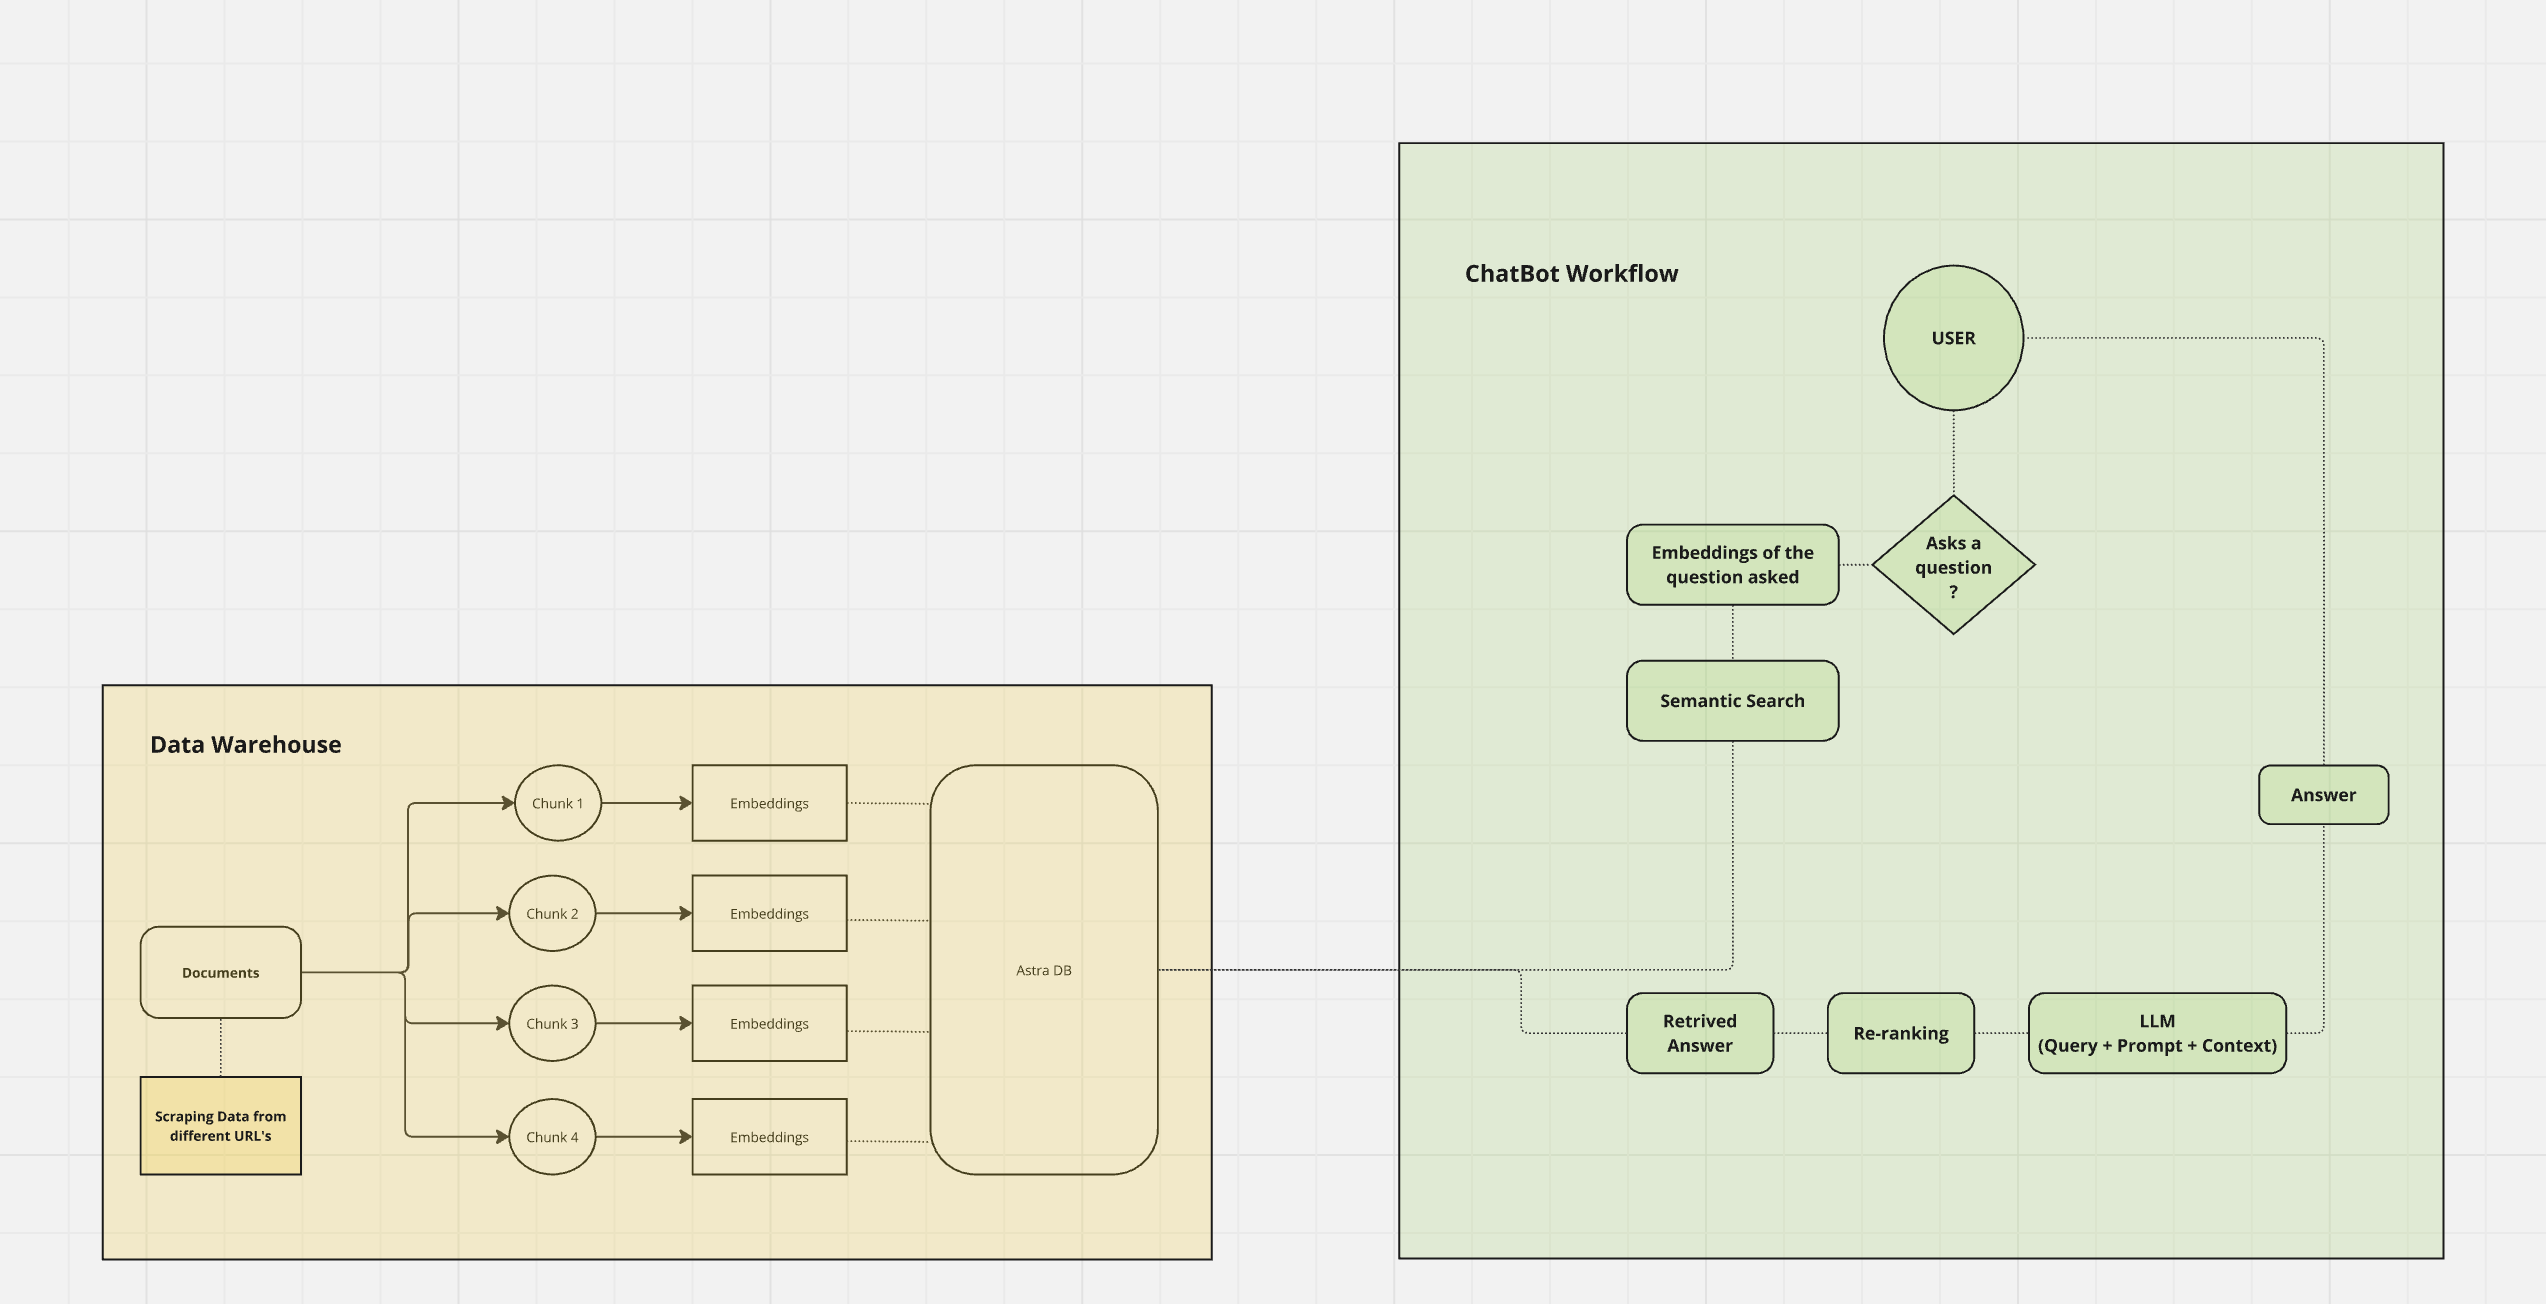 ChatBot Workflow
USER
Asks a
question
?
Embeddings of the
question asked
Semantic Search
Answer
Retrived
Answer
Re-ranking
LLM
(Query + Prompt + Context)
Data Warehouse
Chunk 1
Embeddings
Chunk 2
Embeddings
Documents
Astra DB
Chunk 3
Embeddings
Scraping Data from
different URL's
Chunk 4
Embeddings